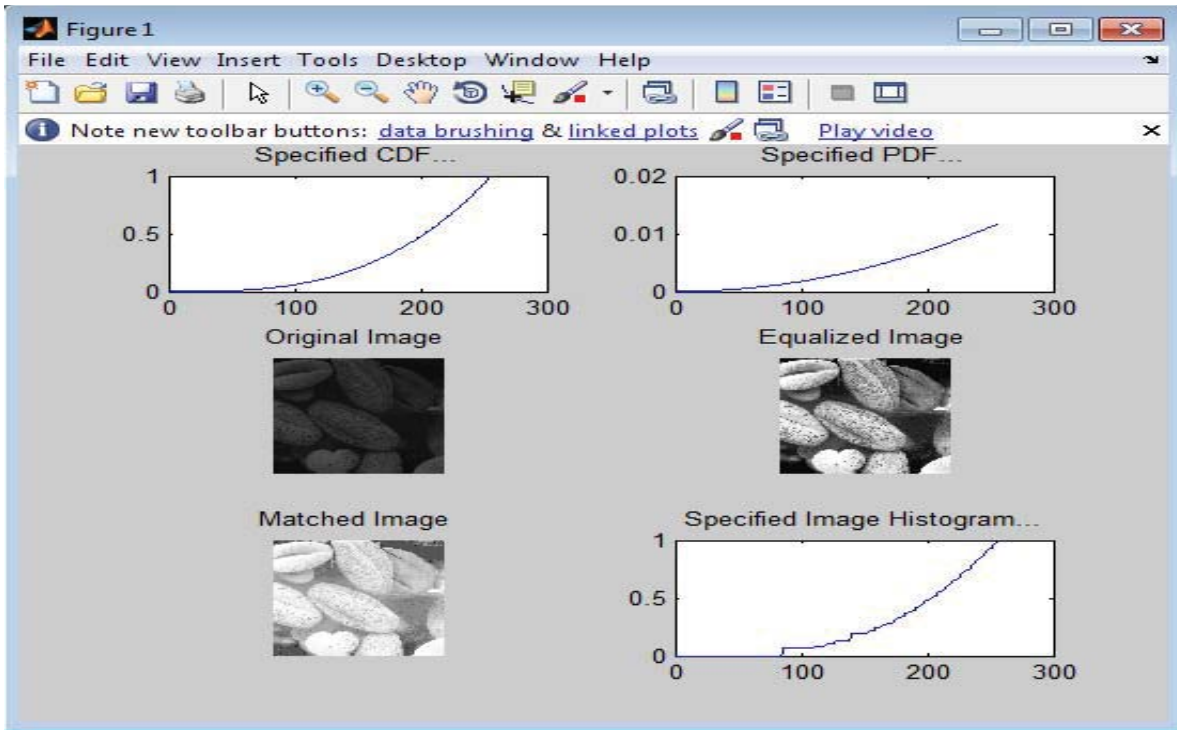 Figure 1
File Edit View Insert Tools Desktop Window Help
Note new toolbar buttons: data brushing & linked plots Play video
Specified CDF...
1
0.5
0
0 100 200 300
Specified PDF...
0.02
0.01
0
0 100 200 300
Original Image
Equalized Image
Matched Image
Specified Image Histogram...
1
0.5
0
0 100 200 300